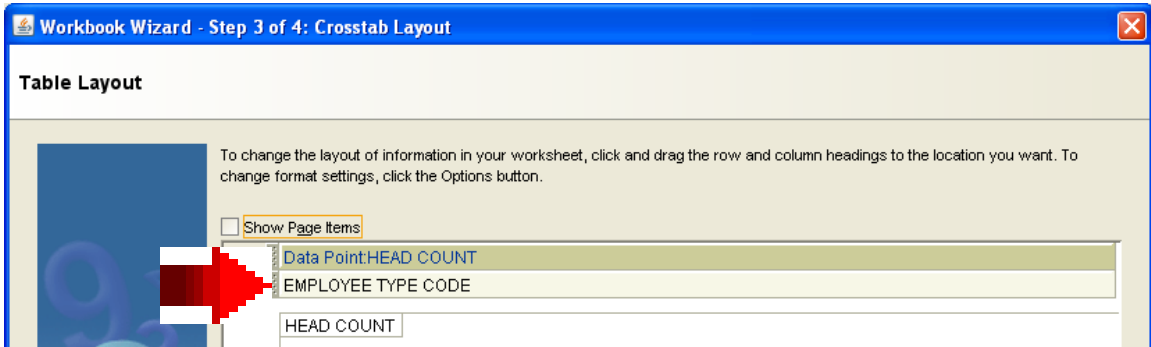 Workbook Wizard - Step 3 of 4: Crosstab Layout
Table Layout
To change the layout of information in your worksheet, click and drag the row and column headings to the location you want. To
change format settings, click the Options button.
Show Page Items
Data Point:HEAD COUNT
EMPLOYEE TYPE CODE
HEAD COUNT